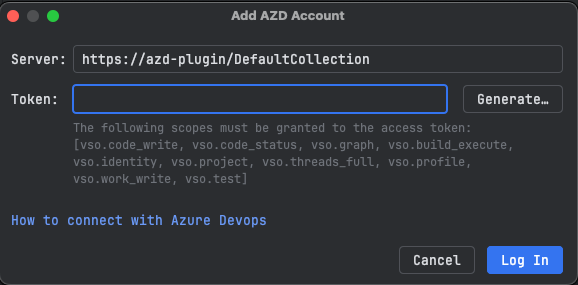 Add AZD Account
Server: https://azd-plugin/DefaultCollection
Token: Generate…
The following scopes must be granted to the access token:
[vso.code_write, vso.code_status, vso.graph, vso.build_execute,
vso.identity, vso.project, vso.threads_full, vso.profile,
vso.work_write, vso.test]
How to connect with Azure Devops
Cancel Log In